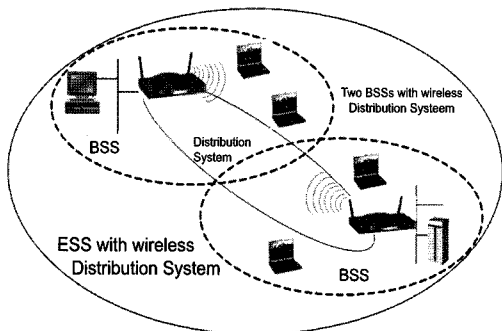 Two BSSs with wireless
Distribution Systeem
BSS
Distribution
System
ESS with wireless
Distribution System
BSS